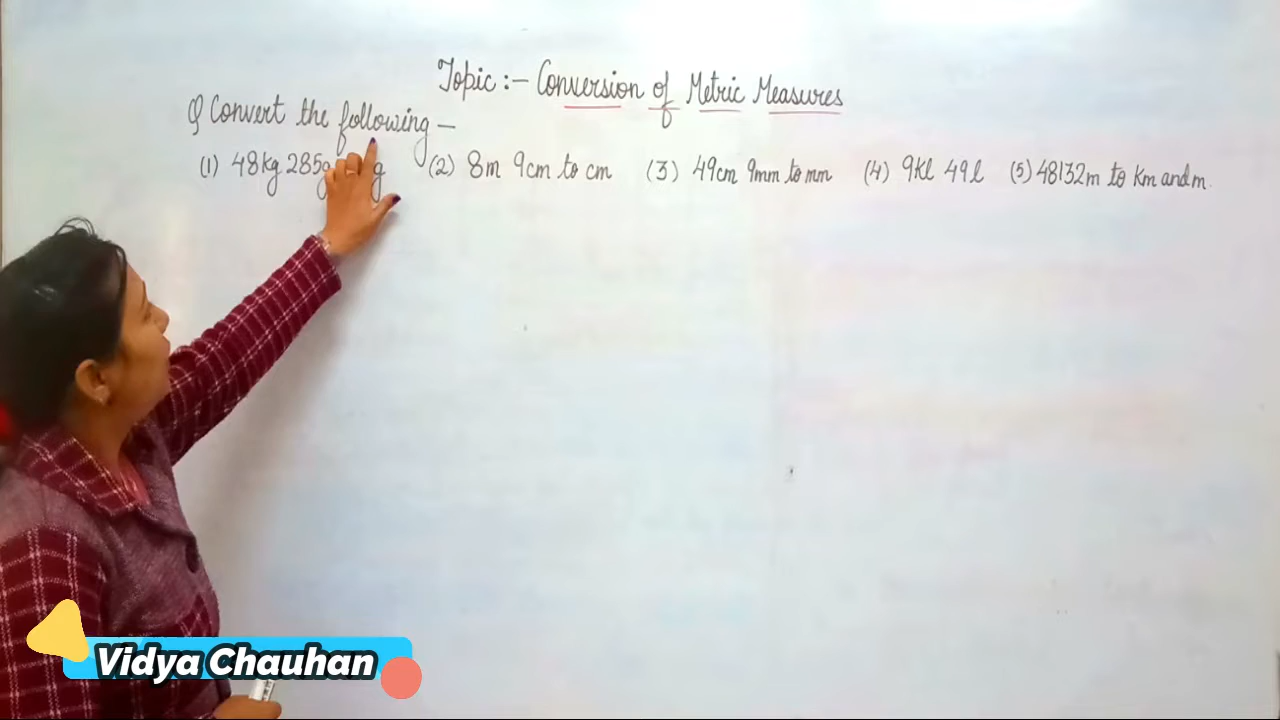 Topic :- Conversion of Metric Measures
Q Convert the following -
(1) 48kg 285g g (2) 8m 9cm to cm (3) 49cm 9mm to mm (4) 9kl 49l (5) 48132m to Km and m.
Vidya Chauhan